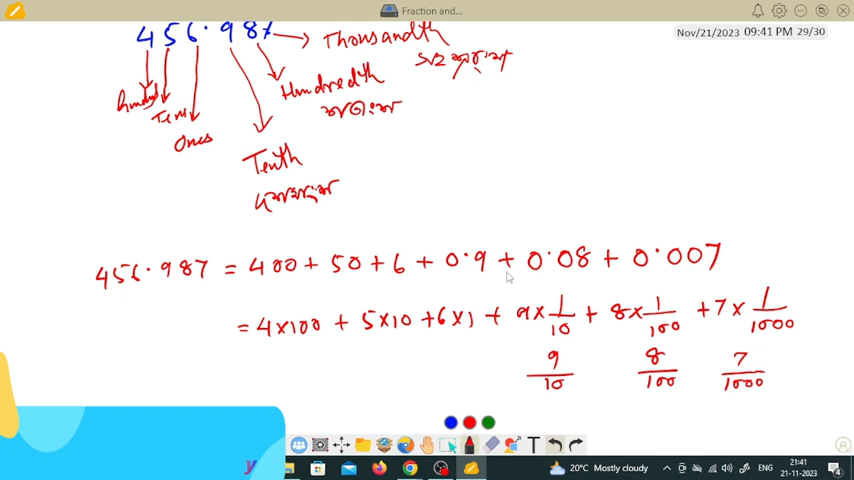 Fraction and...
Nov/21/2023 09:41 PM 29/30
456.987
Thousandth
Hundredth
Tens
Ones
Tenth
456.987 = 400 + 50 + 6 + 0.9 + 0.08 + 0.007
= 4×100 + 5×10 + 6×1 + 9×1/10 + 8×1/100 + 7×1/1000
9/10 8/100 7/1000
y
T
20°C Mostly cloudy
ENG
21:41
21-11-2023
4